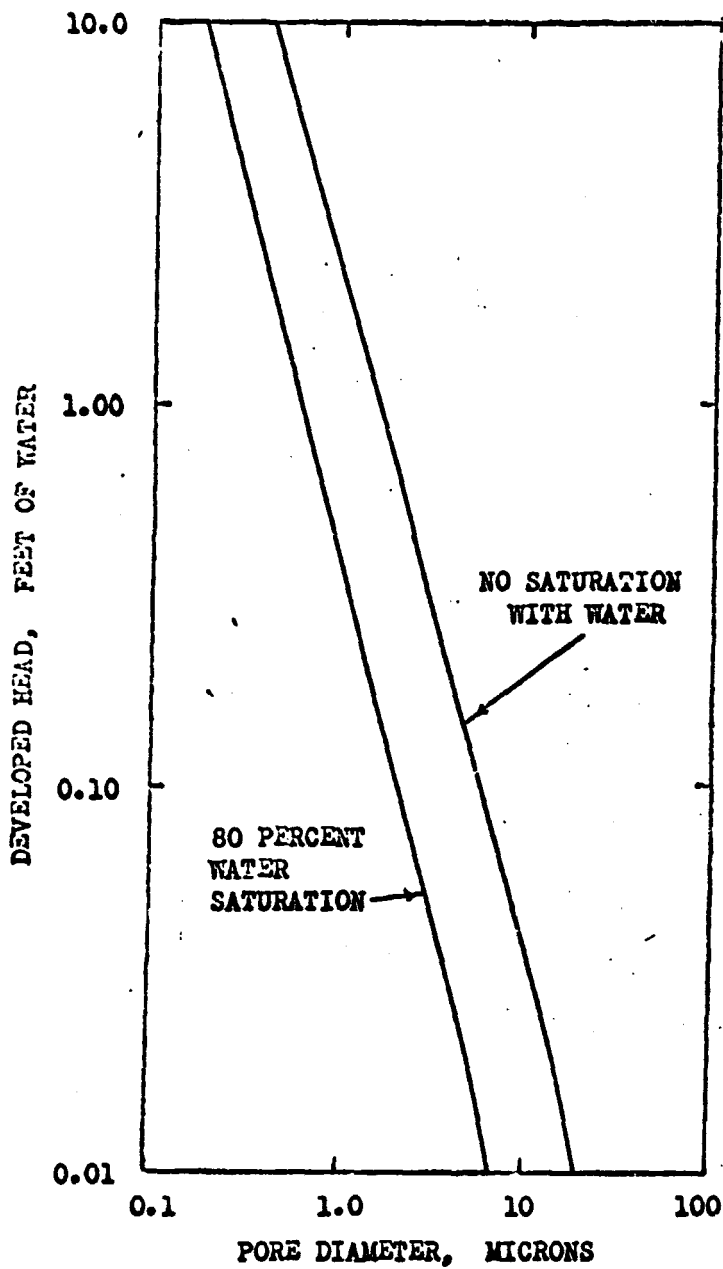 10.0
1.00
0.10
0.01
DEVELOPED HEAD, FEET OF WATER
NO SATURATION
WITH WATER
80 PERCENT
WATER
SATURATION
0.1 1.0 10 100
PORE DIAMETER, MICRONS